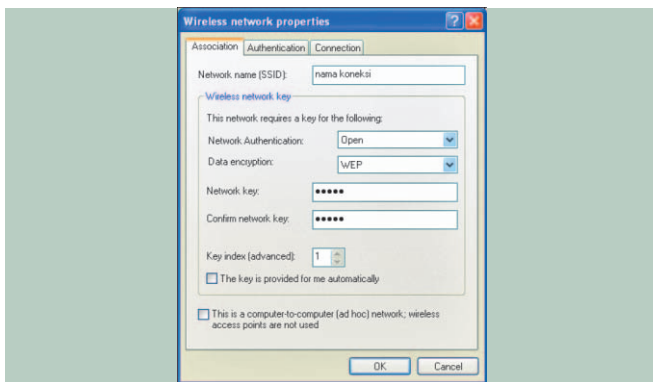 Wireless network properties
Association Authentication Connection
Network name (SSID): nama koneksi
Wireless network key
This network requires a key for the following:
Network Authentication: Open
Data encryption: WEP
Network key: •••••
Confirm network key: •••••
Key index (advanced): 1
The key is provided for me automatically
This is a computer-to-computer (ad hoc) network; wireless
access points are not used
OK Cancel